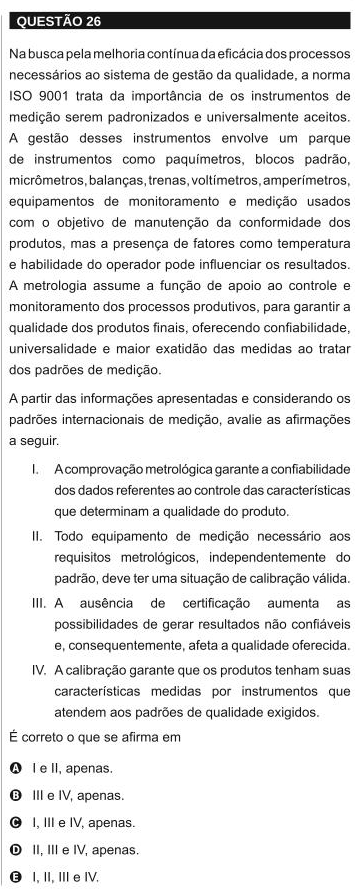 QUESTÃO 26
Na busca pela melhoria contínua da eficácia dos processos
necessários ao sistema de gestão da qualidade, a norma
ISO 9001 trata da importância de os instrumentos de
medição serem padronizados e universalmente aceitos.
A gestão desses instrumentos envolve um parque
de instrumentos como paquímetros, blocos padrão,
micrômetros, balanças, trenas, voltímetros, amperímetros,
equipamentos de monitoramento e medição usados
com o objetivo de manutenção da conformidade dos
produtos, mas a presença de fatores como temperatura
e habilidade do operador pode influenciar os resultados.
A metrologia assume a função de apoio ao controle e
monitoramento dos processos produtivos, para garantir a
qualidade dos produtos finais, oferecendo confiabilidade,
universalidade e maior exatidão das medidas ao tratar
dos padrões de medição.
A partir das informações apresentadas e considerando os
padrões internacionais de medição, avalie as afirmações
a seguir.
I. A comprovação metrológica garante a confiabilidade
dos dados referentes ao controle das características
que determinam a qualidade do produto.
II. Todo equipamento de medição necessário aos
requisitos metrológicos, independentemente do
padrão, deve ter uma situação de calibração válida.
III. A ausência de certificação aumenta as
possibilidades de gerar resultados não confiáveis
e, consequentemente, afeta a qualidade oferecida.
IV. A calibração garante que os produtos tenham suas
características medidas por instrumentos que
atendem aos padrões de qualidade exigidos.
É correto o que se afirma em
A I e II, apenas.
B III e IV, apenas.
C I, III e IV, apenas.
D II, III e IV, apenas.
E I, II, III e IV.